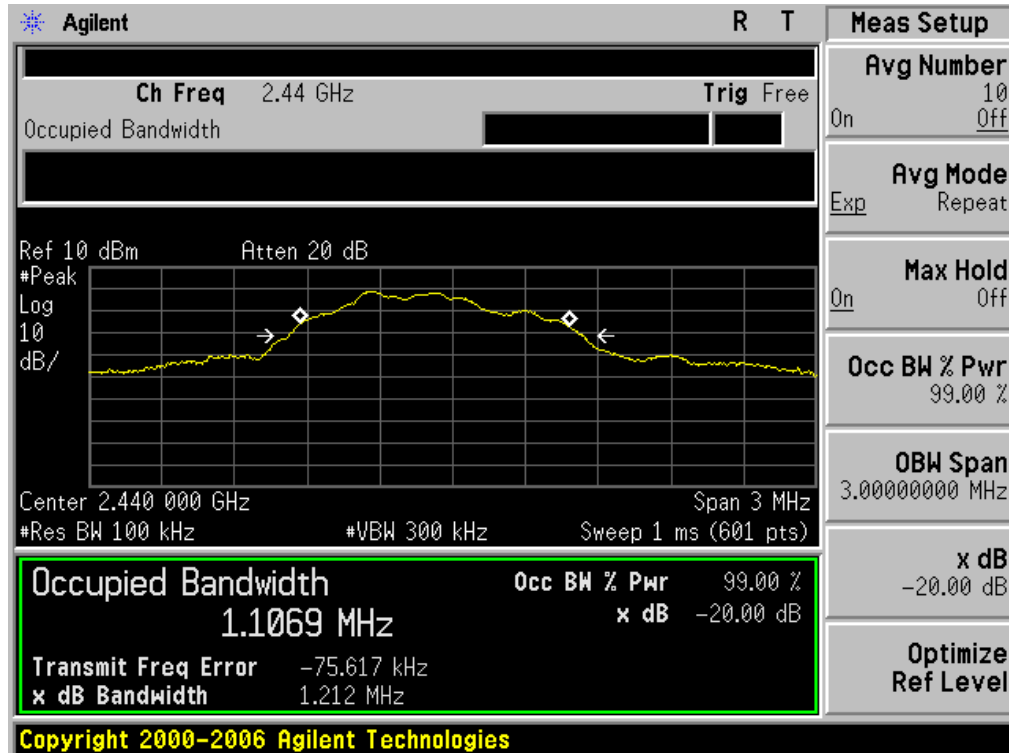 Agilent R T
Ch Freq 2.44 GHz Trig Free
Occupied Bandwidth
Ref 10 dBm Atten 20 dB
#Peak
Log
10
dB/
Center 2.440 000 GHz Span 3 MHz
#Res BW 100 kHz #VBW 300 kHz Sweep 1 ms (601 pts)
Occupied Bandwidth Occ BW % Pwr 99.00 %
1.1069 MHz x dB -20.00 dB
Transmit Freq Error -75.617 kHz
x dB Bandwidth 1.212 MHz
Copyright 2000-2006 Agilent Technologies
Meas Setup
Avg Number
10
On Off
Avg Mode
Exp Repeat
Max Hold
On Off
Occ BW % Pwr
99.00 %
OBW Span
3.00000000 MHz
x dB
-20.00 dB
Optimize
Ref Level